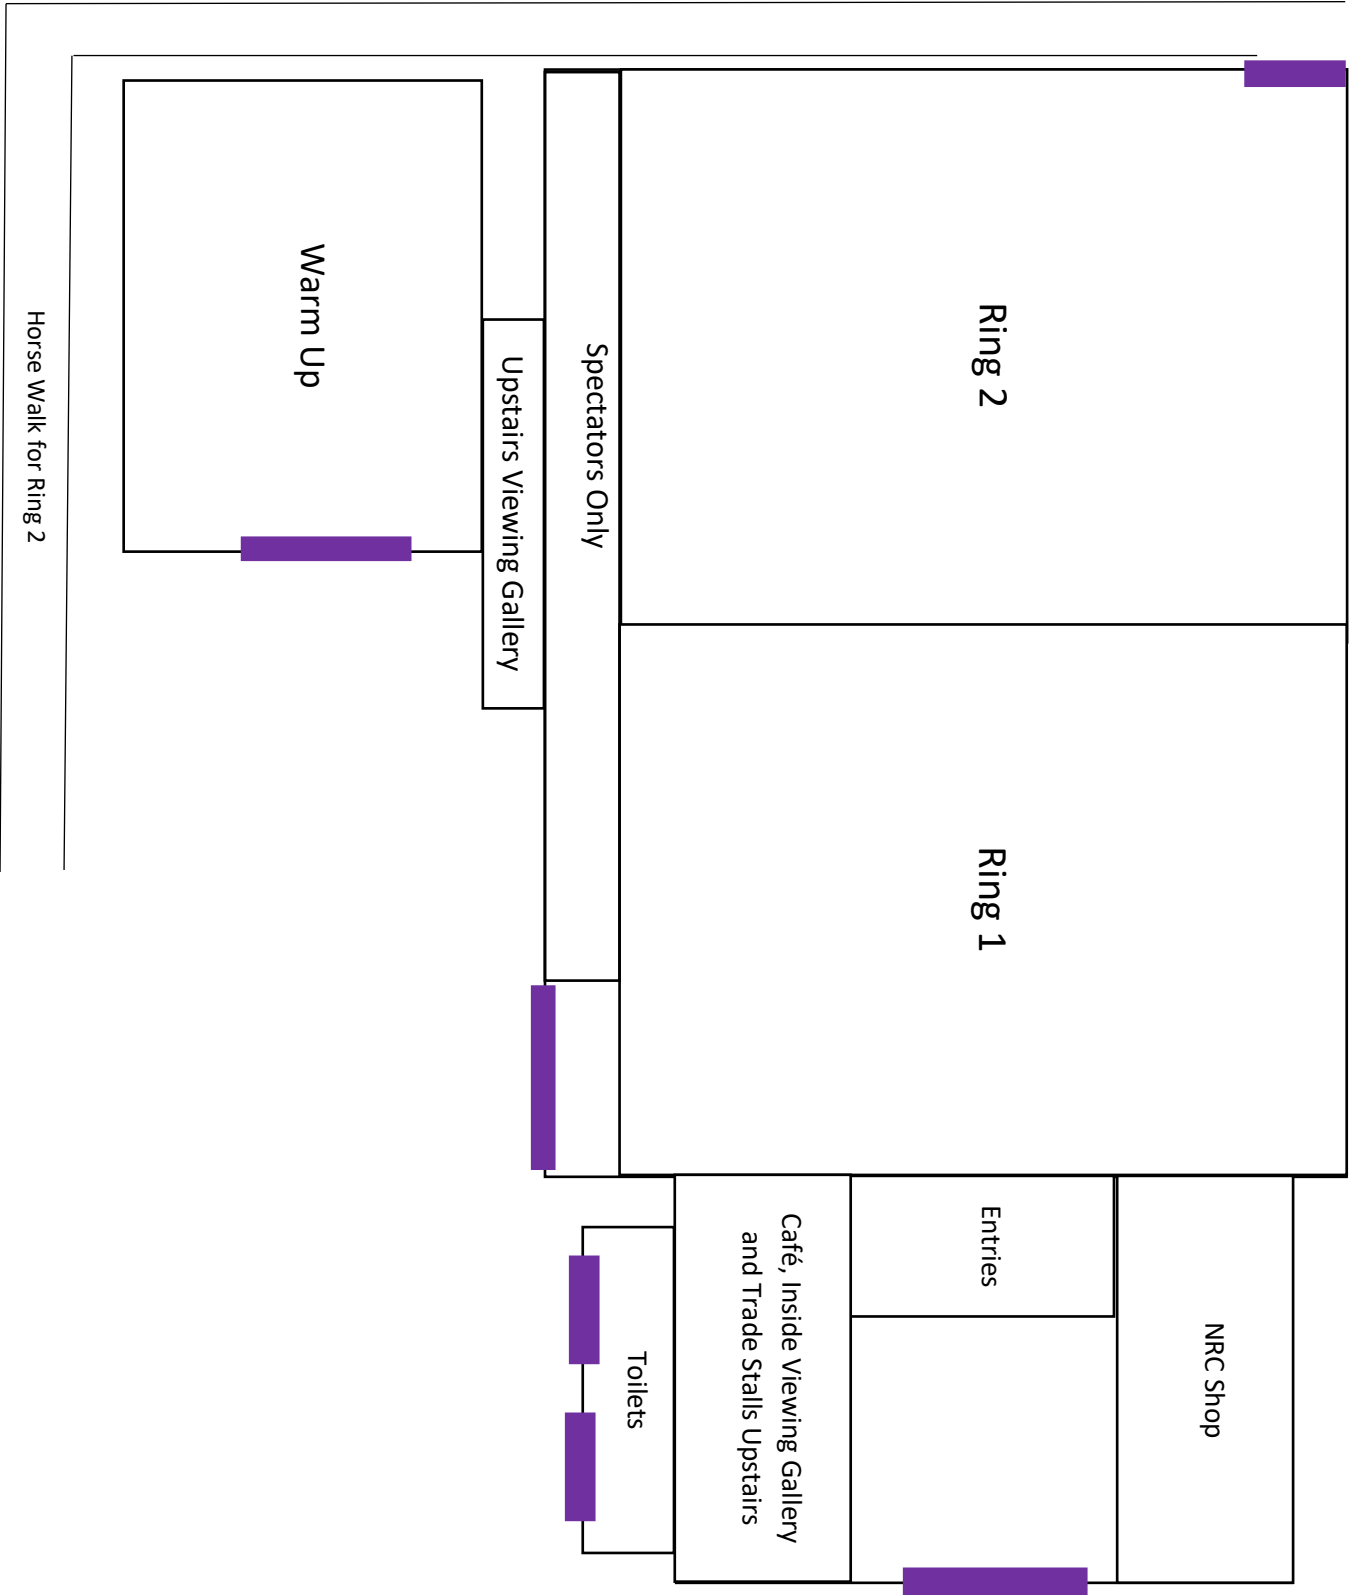 Horse Walk for Ring 2
Warm Up
Upstairs Viewing Gallery
Spectators Only
Ring 2
Ring 1
Toilets
Café, Inside Viewing Gallery
and Trade Stalls Upstairs
Entries
NRC Shop